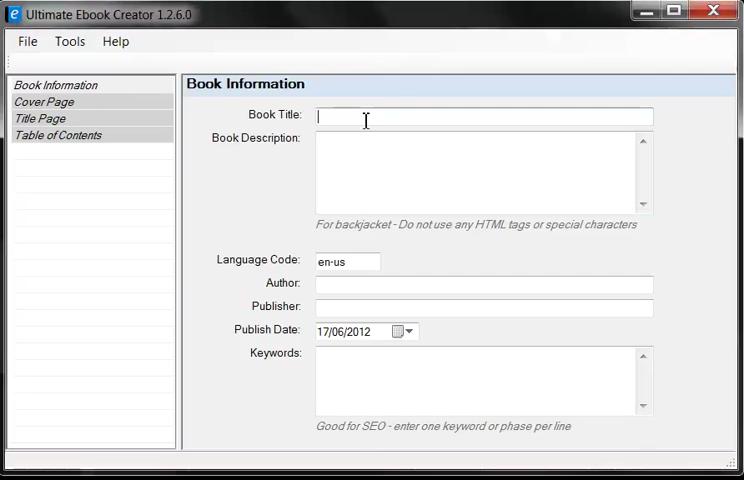 Ultimate Ebook Creator 1.2.6.0
File Tools Help
Book Information
Cover Page
Title Page
Table of Contents
Book Information
Book Title:
Book Description:
For backjacket - Do not use any HTML tags or special characters
Language Code: en-us
Author:
Publisher:
Publish Date: 17/06/2012
Keywords:
Good for SEO - enter one keyword or phase per line